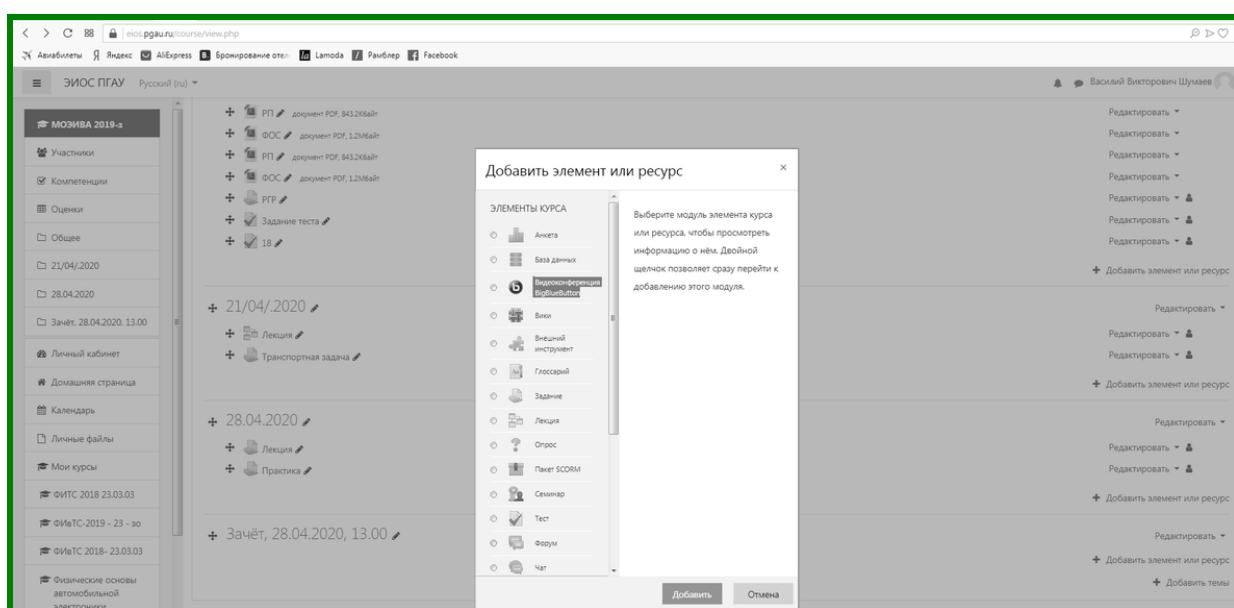 eios.pgau.ru/course/view.php
Авиабилеты Яндекс AliExpress Бронирование отел Lamoda Рамблер Facebook
ЭИОС ПГАУ Русский (ru)
Василий Викторович Шумаев
МОЭИВА 2019-з
Участники
Компетенции
Оценки
Общее
21/04/.2020
28.04.2020
Зачёт, 28.04.2020, 13.00
Личный кабинет
Домашняя страница
Календарь
Личные файлы
Мои курсы
ФИТС 2018 23.03.03
ФИвТС-2019 - 23 - зо
ФИвТС 2018- 23.03.03
Физические основы
автомобильной
электроники
РП документ PDF, 843.2Кбайт
Редактировать
ФОС документ PDF, 1.2Мбайт
Редактировать
РП документ PDF, 843.2Кбайт
Редактировать
ФОС документ PDF, 1.2Мбайт
Редактировать
РГР
Редактировать
Задание теста
Редактировать
18
Редактировать
Добавить элемент или ресурс
21/04/.2020
Редактировать
Лекция
Редактировать
Транспортная задача
Редактировать
Добавить элемент или ресурс
28.04.2020
Редактировать
Лекция
Редактировать
Практика
Редактировать
Добавить элемент или ресурс
Зачёт, 28.04.2020, 13.00
Редактировать
Добавить элемент или ресурс
Добавить темы
Добавить элемент или ресурс ×
ЭЛЕМЕНТЫ КУРСА
Анкета
База данных
Видеоконференция
BigBlueButton
Вики
Внешний
инструмент
Глоссарий
Задание
Лекция
Опрос
Пакет SCORM
Семинар
Тест
Форум
Чат
Выберите модуль элемента курса
или ресурса, чтобы просмотреть
информацию о нём. Двойной
щелчок позволяет сразу перейти к
добавлению этого модуля.
Добавить Отмена